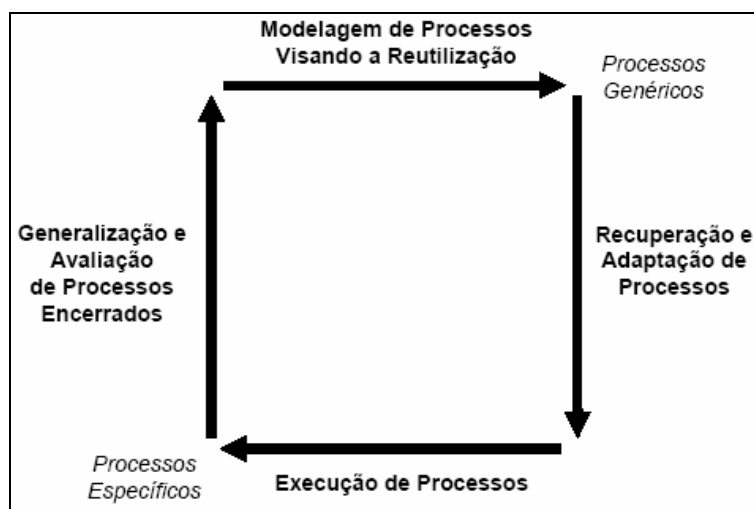 Modelagem de Processos
Visando a Reutilização
Processos
Genéricos
Generalização e
Avaliação
de Processos
Encerrados
Recuperação e
Adaptação de
Processos
Processos
Específicos
Execução de Processos